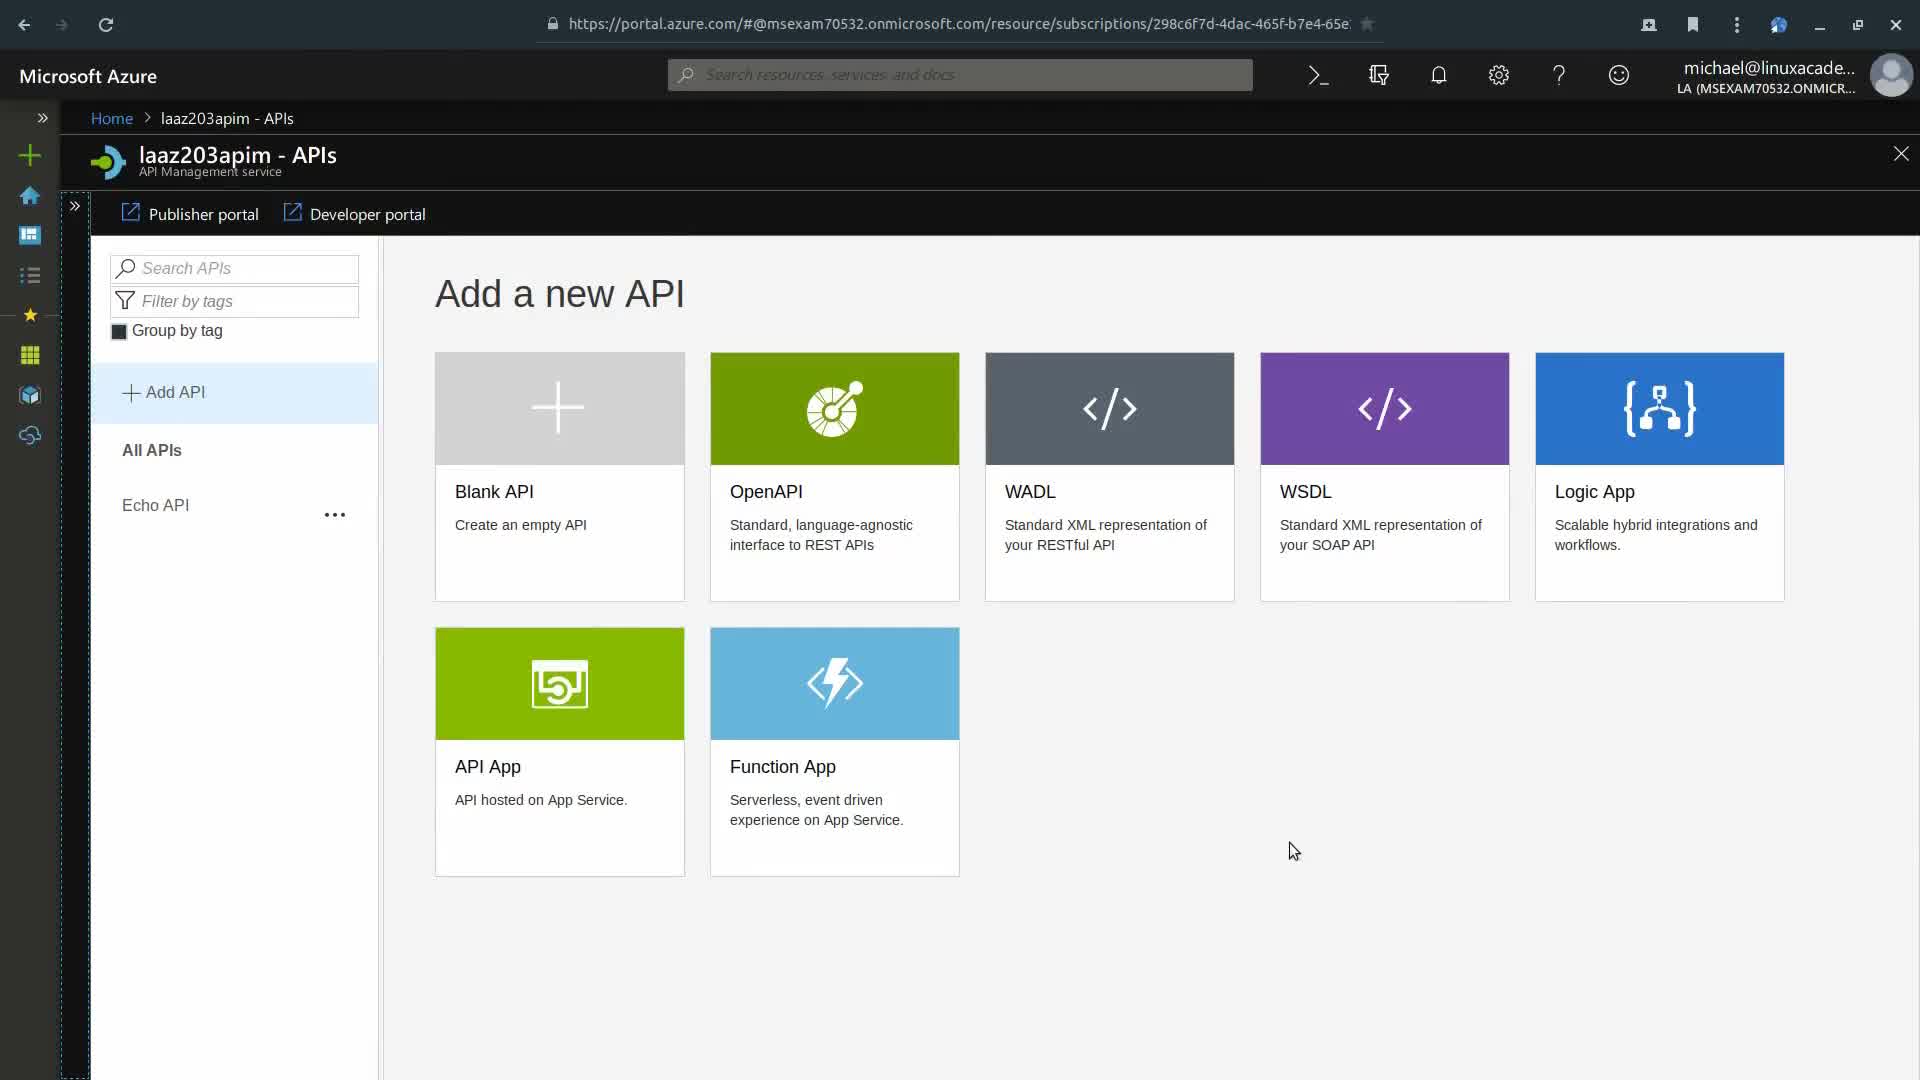 https://portal.azure.com/#@msexam70532.onmicrosoft.com/resource/subscriptions/298c6f7d-4dac-465f-b7e4-65e
Microsoft Azure
Search resources, services, and docs
michael@linuxacade...
LA (MSEXAM70532.ONMICR...
Home > laaz203apim - APIs
laaz203apim - APIs
API Management service
Publisher portal
Developer portal
Search APIs
Filter by tags
Group by tag
Add API
All APIs
Echo API
Add a new API
Blank API
Create an empty API
OpenAPI
Standard, language-agnostic
interface to REST APIs
WADL
Standard XML representation of
your RESTful API
WSDL
Standard XML representation of
your SOAP API
Logic App
Scalable hybrid integrations and
workflows.
API App
API hosted on App Service.
Function App
Serverless, event driven
experience on App Service.